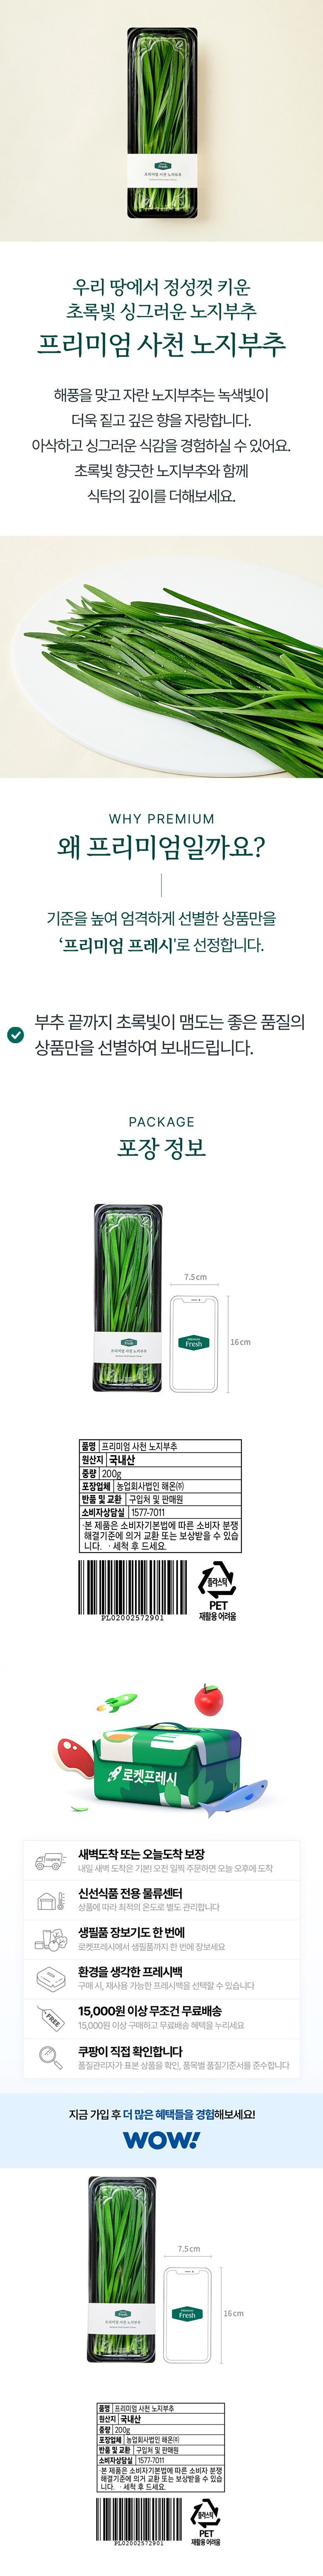 Fresh
프리미엄 사천 노지부추
우리 땅에서 정성껏 키운
초록빛 싱그러운 노지부추
프리미엄 사천 노지부추
해풍을 맞고 자란 노지부추는 녹색빛이
더욱 짙고 깊은 향을 자랑합니다.
아삭하고 싱그러운 식감을 경험하실 수 있어요.
초록빛 향긋한 노지부추와 함께
식탁의 깊이를 더해보세요.
WHY PREMIUM
왜 프리미엄일까요?
기준을 높여 엄격하게 선별한 상품만을
‘프리미엄 프레시’로 선정합니다.
부추 끝까지 초록빛이 맴도는 좋은 품질의
상품만을 선별하여 보내드립니다.
PACKAGE
포장 정보
Fresh
프리미엄 사천 노지부추
7.5cm
Fresh
16cm
품명 프리미엄 사천 노지부추
원산지 국내산
중량 200g
포장업체 농업회사법인 해온㈜
반품 및 교환 구입처 및 판매원
소비자상담실 1577-7011
·본 제품은 소비자기본법에 따른 소비자 분쟁
해결기준에 의거 교환 또는 보상받을 수 있습
니다. ·세척 후 드세요.
PL02002572901
플라스틱
PET
재활용 어려움
로켓프레시
새벽도착 또는 오늘도착 보장
내일 새벽 도착은 기본! 오전 일찍 주문하면 오늘 오후에 도착
신선식품 전용 물류센터
상품에 따라 최적의 온도로 별도 관리합니다
생필품 장보기도 한 번에
로켓프레시에서 생필품까지 한 번에 장보세요
환경을 생각한 프레시백
구매 시, 재사용 가능한 프레시백을 선택할 수 있습니다
FREE
15,000원 이상 무조건 무료배송
15,000원 이상 구매하고 무료배송 혜택을 누리세요
쿠팡이 직접 확인합니다
품질관리자가 표본 상품을 확인, 품목별 품질기준서를 준수합니다
지금 가입 후 더 많은 혜택들을 경험해보세요!
WOW!
Fresh
프리미엄 사천 노지부추
7.5cm
Fresh
16cm
품명 프리미엄 사천 노지부추
원산지 국내산
중량 200g
포장업체 농업회사법인 해온㈜
반품 및 교환 구입처 및 판매원
소비자상담실 1577-7011
·본 제품은 소비자기본법에 따른 소비자 분쟁
해결기준에 의거 교환 또는 보상받을 수 있습
니다. ·세척 후 드세요.
PL02002572901
플라스틱
PET
재활용 어려움